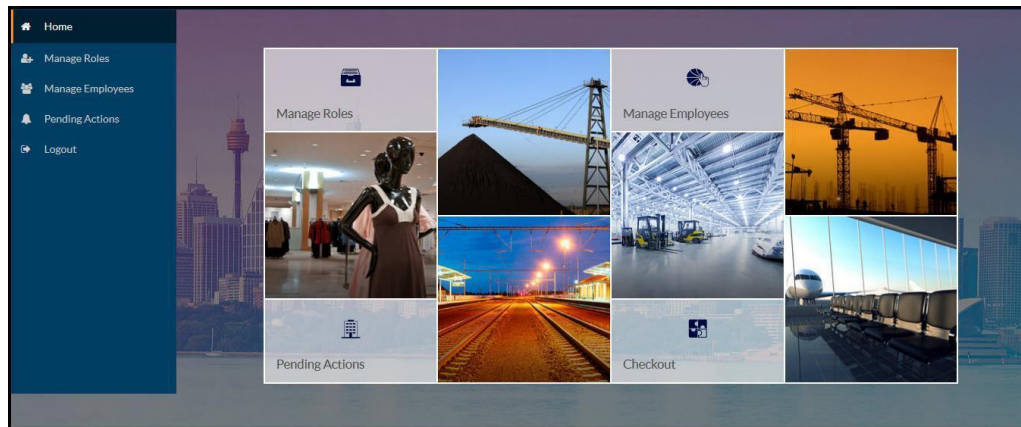 Home
Manage Roles
Manage Employees
Pending Actions
Logout
Manage Roles
Manage Employees
Pending Actions
Checkout